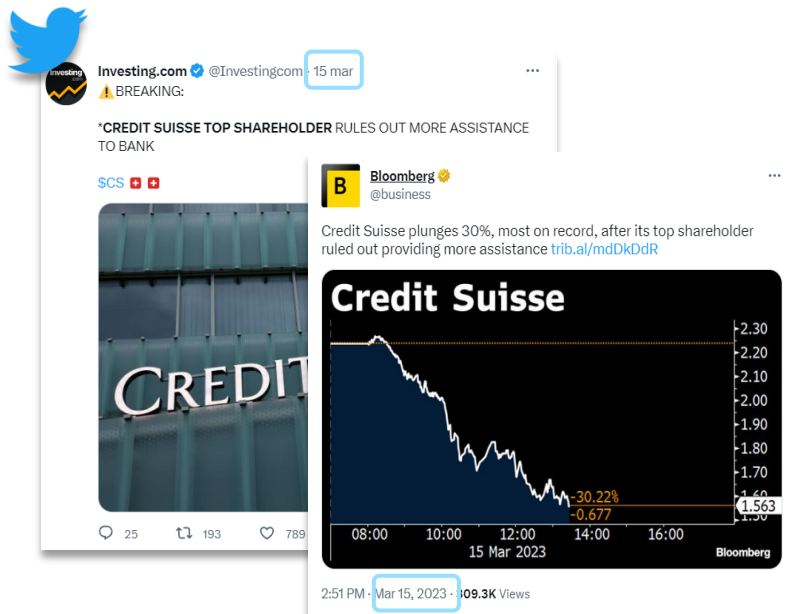 Investing.com @Investingcom · 15 mar
BREAKING:
*CREDIT SUISSE TOP SHAREHOLDER RULES OUT MORE ASSISTANCE
TO BANK
$CS
CREDIT
25 193 789
Bloomberg
@business
Credit Suisse plunges 30%, most on record, after its top shareholder
ruled out providing more assistance trib.al/mdDkDdR
Credit Suisse
2.30
2.20
2.10
2.00
1.90
1.80
1.70
1.60
-30.22%
1.563
-0.677
1.50
08:00 10:00 12:00 14:00 16:00
15 Mar 2023
Bloomberg
2:51 PM · Mar 15, 2023 · 809.3K Views